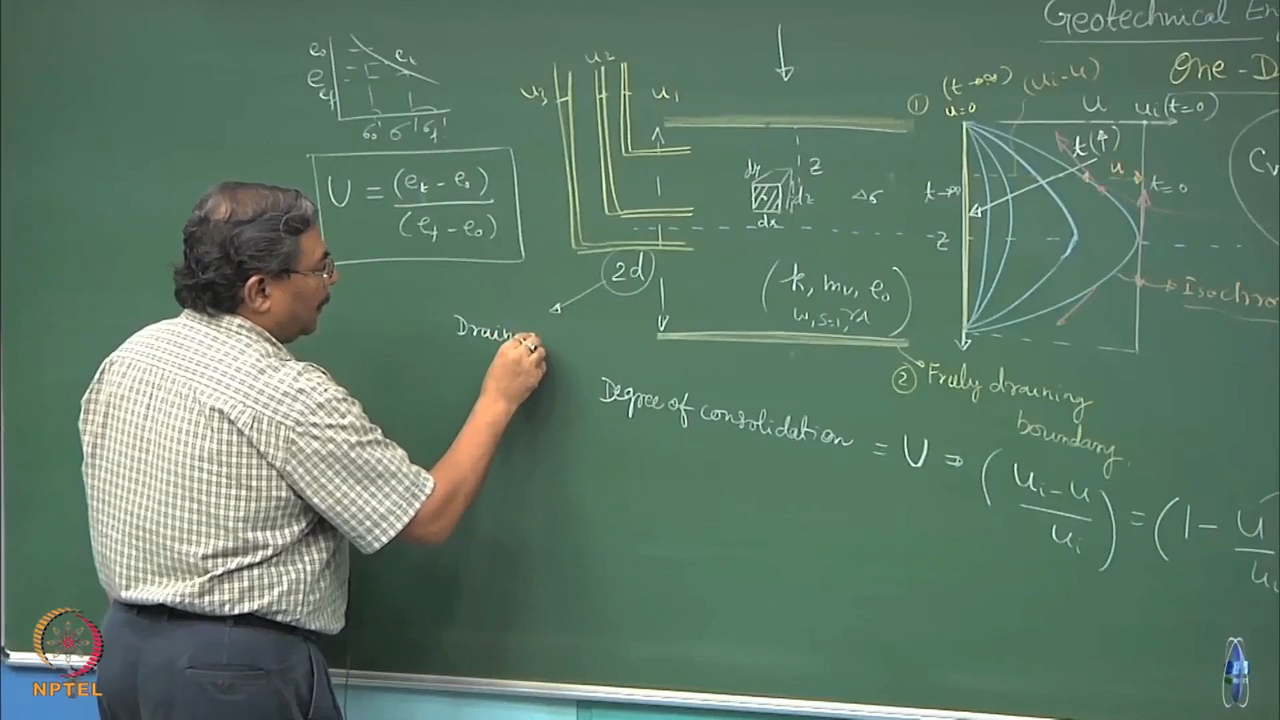 Geotechnical En
One-D
e₀
e
e_f
e_t
σ₀' σ' σ_f'
U = (e_t - e₀) / (e_f - e₀)
u₃
u₂
u₁
2d
Drain
dy
dz
dx
z
Δσ
(k, m_v, e₀
w, s=1, γ_d)
①
(t→∞)
u=0
(u_i-u)
u
u_i (t=0)
t(↑)
u
t=0
t→∞
z
C_v
Isochro
② Freely draining
boundary.
Degree of consolidation = U ⇒ (u_i - u / u_i) = (1 - u / u_i
NPTEL